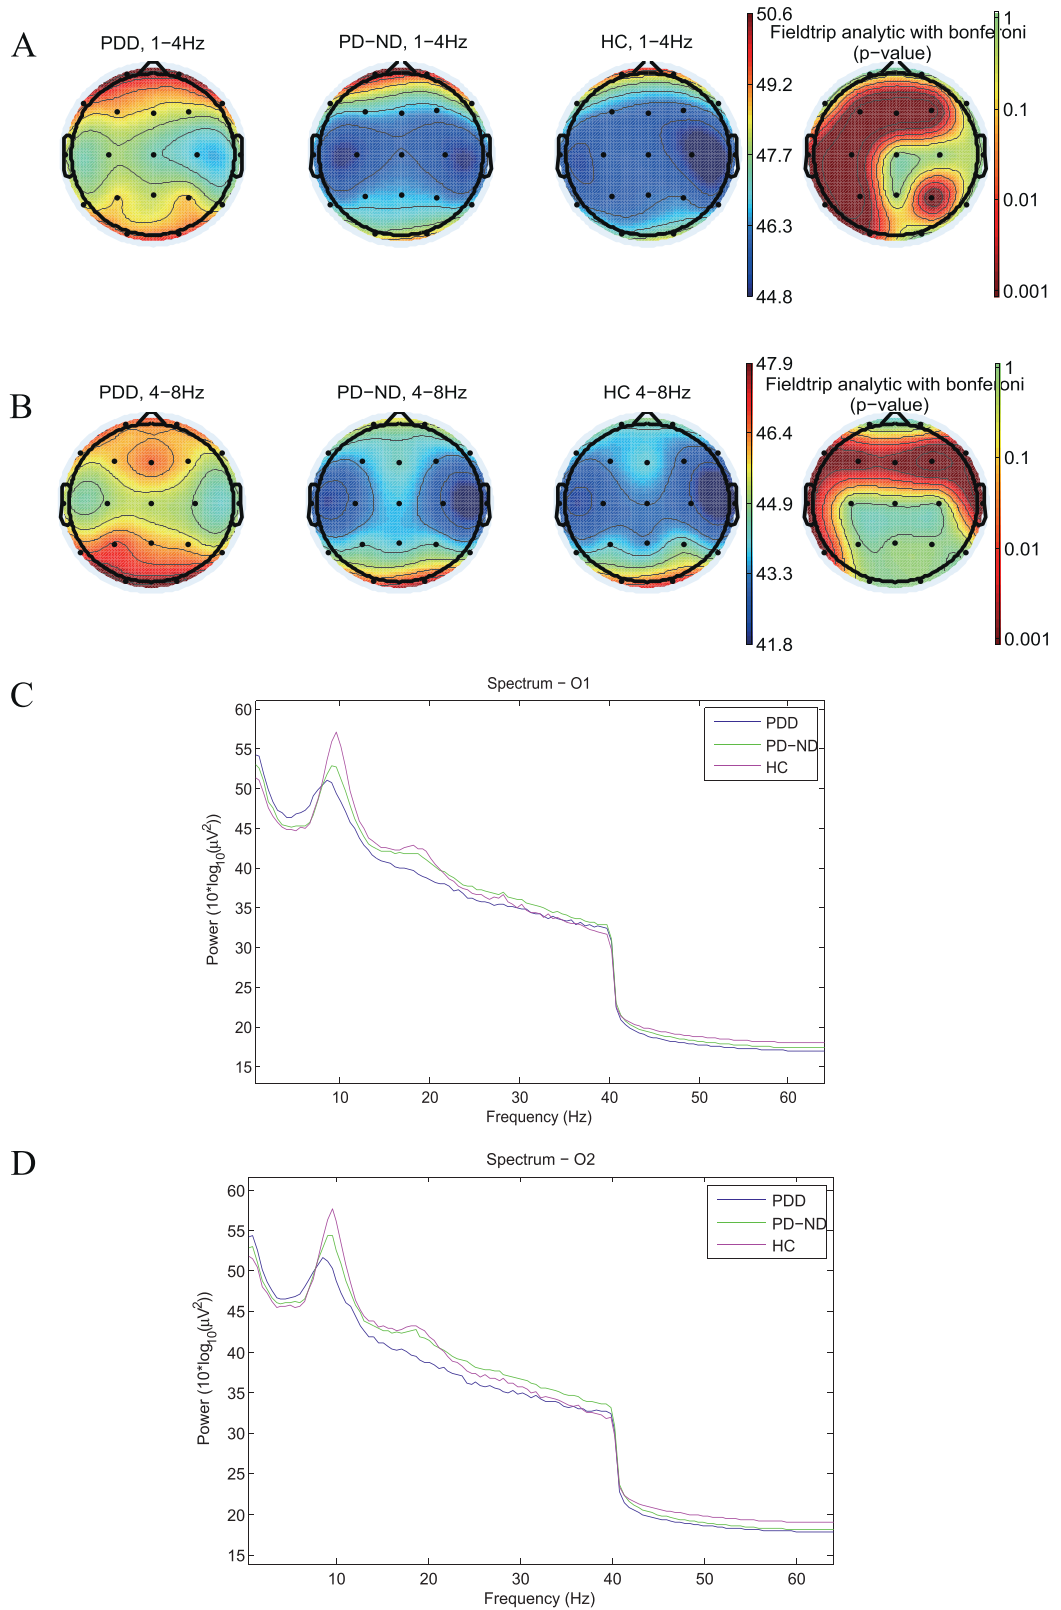 A
PDD, 1−4Hz
PD−ND, 1−4Hz
HC, 1−4Hz
50.6
49.2
47.7
46.3
44.8
Fieldtrip analytic with bonferoni
(p−value)
1
0.1
0.01
0.001
B
PDD, 4−8Hz
PD−ND, 4−8Hz
HC 4−8Hz
47.9
46.4
44.9
43.3
41.8
Fieldtrip analytic with bonferoni
(p−value)
1
0.1
0.01
0.001
C
Spectrum − O1
60
55
50
45
40
35
30
25
20
15
Power (10*log10(µV2))
PDD
PD−ND
HC
10 20 30 40 50 60
Frequency (Hz)
D
Spectrum − O2
60
55
50
45
40
35
30
25
20
15
Power (10*log10(µV2))
PDD
PD−ND
HC
10 20 30 40 50 60
Frequency (Hz)